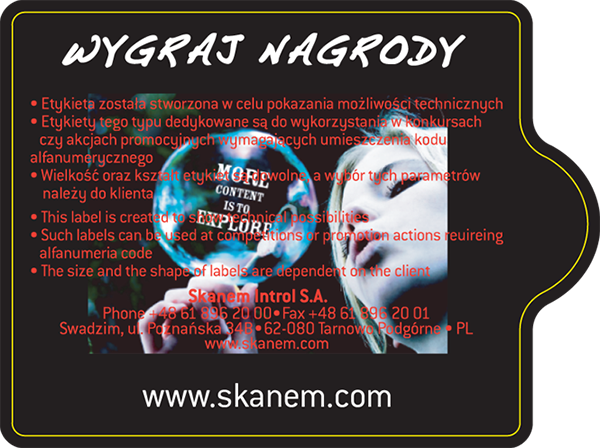 WYGRAJ NAGRODY
• Etykieta została stworzona w celu pokazania możliwości technicznych
• Etykiety tego typu dedykowane są do wykorzystania w konkursach
czy akcjach promocyjnych wymagających umieszczenia kodu
alfanumerycznego
• Wielkość oraz kształt etykiet są dowolne, a wybór tych parametrów
należy do klienta
• This label is created to show technical possibilities
• Such labels can be used at competitions or promotion actions reuireing
alfanumeria code
• The size and the shape of labels are dependent on the client
MORE
CONTENT
IS TO
EXPLORE
Skanem Introl S.A.
Phone +48 61 896 20 00 • Fax +48 61 896 20 01
Swadzim, ul. Poznańska 34B • 62-080 Tarnowo Podgórne • PL
www.skanem.com
www.skanem.com